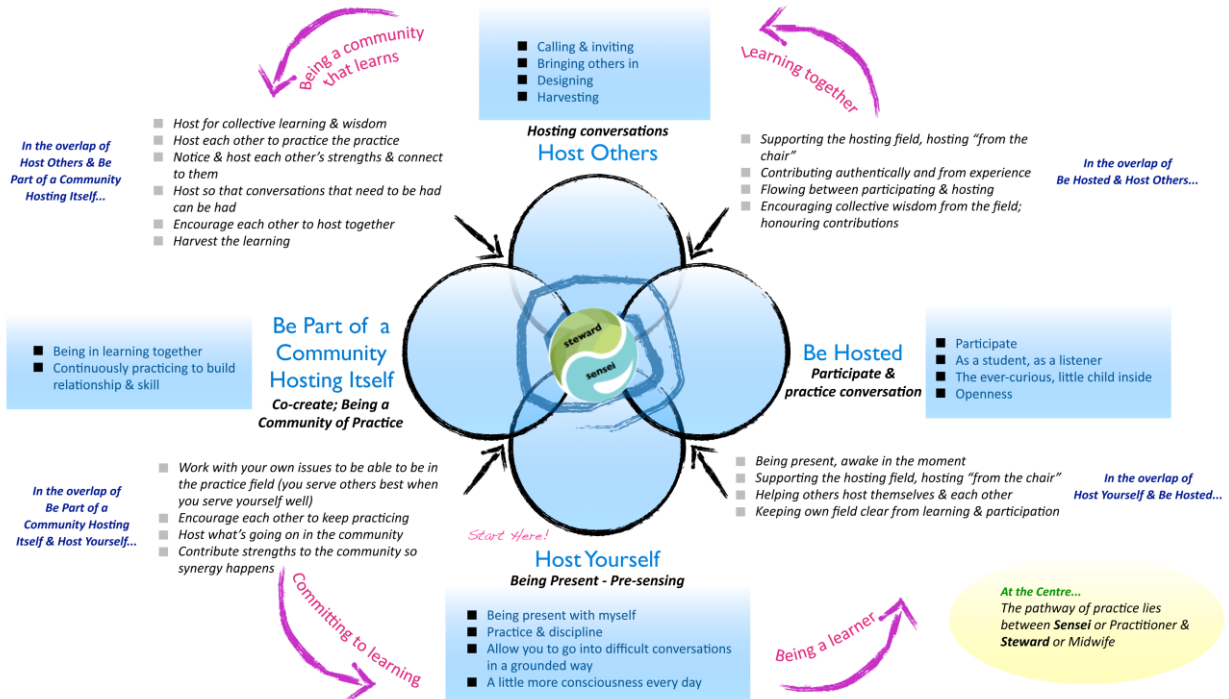 Being a community
that learns
Calling & inviting
Bringing others in
Designing
Harvesting
Learning together
Hosting conversations
Host Others
In the overlap of
Host Others & Be
Part of a Community
Hosting Itself...
Host for collective learning & wisdom
Host each other to practice the practice
Notice & host each other's strengths & connect
to them
Host so that conversations that need to be had
can be had
Encourage each other to host together
Harvest the learning
Supporting the hosting field, hosting “from the
chair”
Contributing authentically and from experience
Flowing between participating & hosting
Encouraging collective wisdom from the field;
honouring contributions
In the overlap of
Be Hosted & Host Others...
Being in learning together
Continuously practicing to build
relationship & skill
Be Part of a
Community
Hosting Itself
Co-create; Being a
Community of Practice
steward
sensei
Be Hosted
Participate &
practice conversation
Participate
As a student, as a listener
The ever-curious, little child inside
Openness
In the overlap of
Be Part of a
Community Hosting
Itself & Host Yourself...
Work with your own issues to be able to be in
the practice field (you serve others best when
you serve yourself well)
Encourage each other to keep practicing
Host what's going on in the community
Contribute strengths to the community so
synergy happens
Being present, awake in the moment
Supporting the hosting field, hosting “from the chair”
Helping others host themselves & each other
Keeping own field clear from learning & participation
In the overlap of
Host Yourself & Be Hosted...
Start Here!
Host Yourself
Being Present - Pre-sensing
Committing to learning
Being present with myself
Practice & discipline
Allow you to go into difficult conversations
in a grounded way
A little more consciousness every day
Being a learner
At the Centre...
The pathway of practice lies
between Sensei or Practitioner &
Steward or Midwife